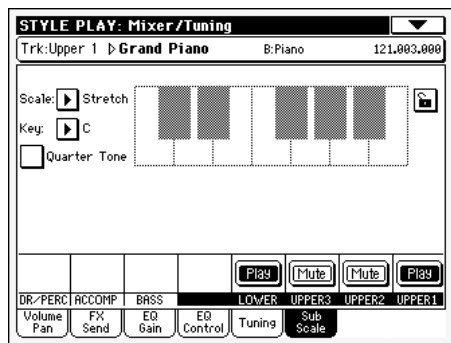 STYLE PLAY: Mixer/Tuning
Trk:Upper 1 ▷Grand Piano B:Piano 121.003.000
Scale: Stretch
Key: C
Quarter Tone
Play Mute Mute Play
DR/PERC ACCOMP BASS LOWER UPPER3 UPPER2 UPPER1
Volume Pan FX Send EQ Gain EQ Control Tuning Sub Scale